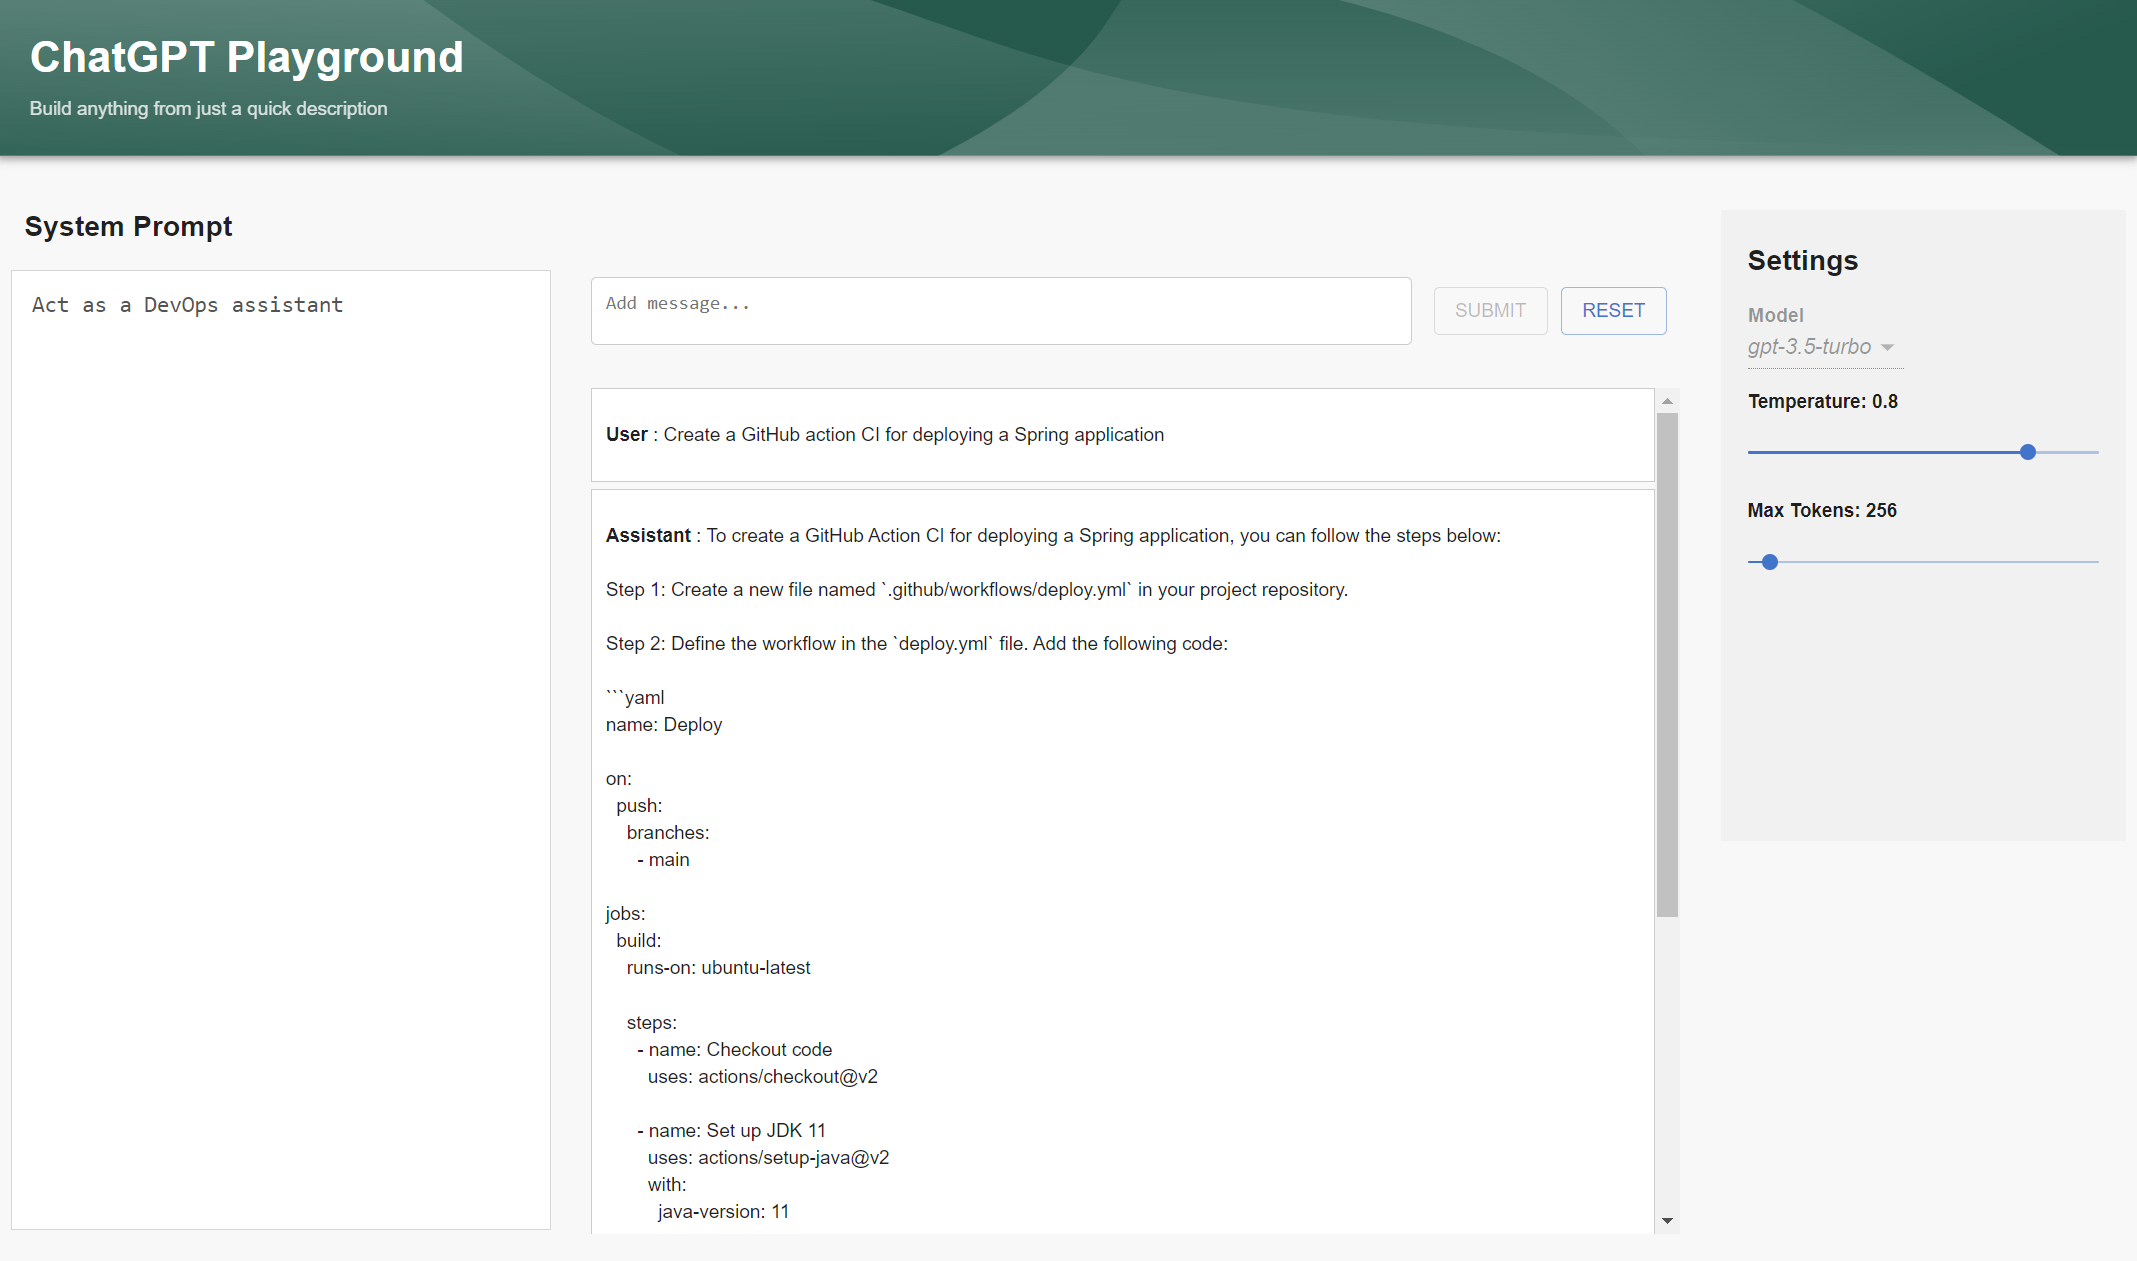 ChatGPT Playground
Build anything from just a quick description
System Prompt
Act as a DevOps assistant
Add message...
SUBMIT
RESET
User : Create a GitHub action CI for deploying a Spring application
Assistant : To create a GitHub Action CI for deploying a Spring application, you can follow the steps below:
Step 1: Create a new file named `.github/workflows/deploy.yml` in your project repository.
Step 2: Define the workflow in the `deploy.yml` file. Add the following code:
```yaml
name: Deploy
on:
  push:
    branches:
      - main
jobs:
  build:
    runs-on: ubuntu-latest
    steps:
      - name: Checkout code
        uses: actions/checkout@v2
      - name: Set up JDK 11
        uses: actions/setup-java@v2
        with:
          java-version: 11
Settings
Model
gpt-3.5-turbo
Temperature: 0.8
Max Tokens: 256